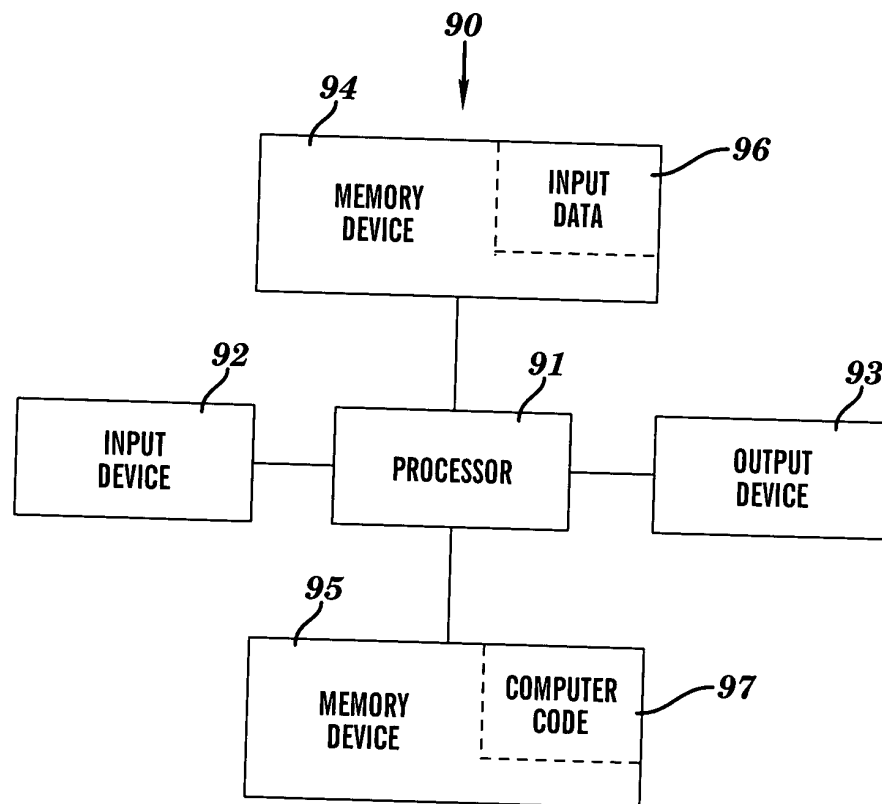 90
94
96
MEMORY
DEVICE
INPUT
DATA
92
91
93
INPUT
DEVICE
PROCESSOR
OUTPUT
DEVICE
95
97
MEMORY
DEVICE
COMPUTER
CODE